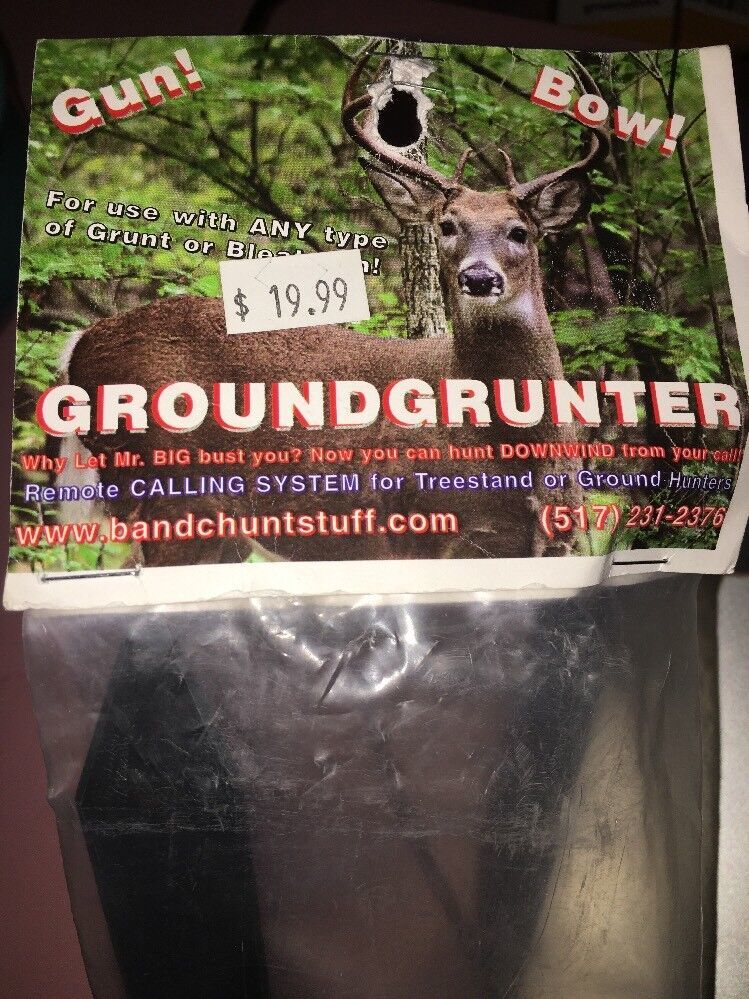 Gun!
Bow!
For use with ANY type
of Grunt or
$ 19.99
GROUNDGRUNTER
Why Let Mr. BIG bust you? Now you can hunt DOWNWIND from your call!
Remote CALLING SYSTEM for Treestand or Ground Hunters
www.bandchuntstuff.com
(517) 231-2376